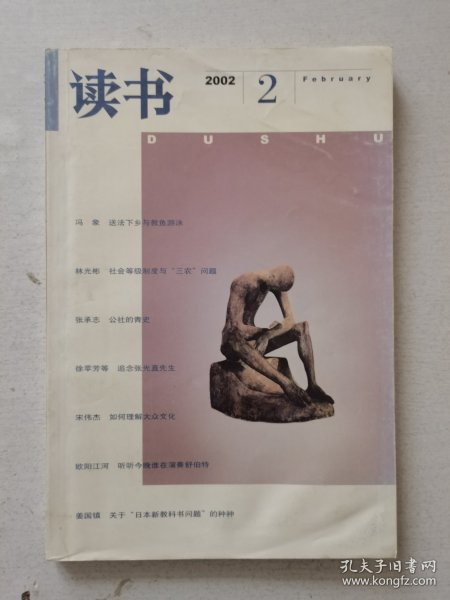 读书
2002
2
February
DUSHU
冯 象 送法下乡与教鱼游泳
林光彬 社会等级制度与“三农”问题
张承志 公社的青史
徐苹芳等 追念张光直先生
宋伟杰 如何理解大众文化
欧阳江河 听听今晚谁在演奏舒伯特
姜国镇 关于“日本新教科书问题”的种种
孔夫子旧书网
www.kongfz.com